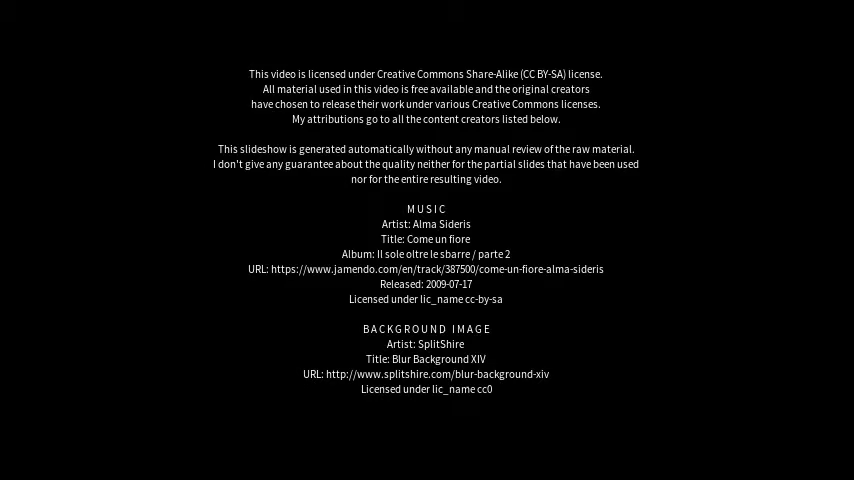 This video is licensed under Creative Commons Share-Alike (CC BY-SA) license.
All material used in this video is free available and the original creators
have chosen to release their work under various Creative Commons licenses.
My attributions go to all the content creators listed below.
This slideshow is generated automatically without any manual review of the raw material.
I don't give any guarantee about the quality neither for the partial slides that have been used
nor for the entire resulting video.
MUSIC
Artist: Alma Sideris
Title: Come un fiore
Album: Il sole oltre le sbarre / parte 2
URL: https://www.jamendo.com/en/track/387500/come-un-fiore-alma-sideris
Released: 2009-07-17
Licensed under lic_name cc-by-sa
BACKGROUND IMAGE
Artist: SplitShire
Title: Blur Background XIV
URL: http://www.splitshire.com/blur-background-xiv
Licensed under lic_name cc0